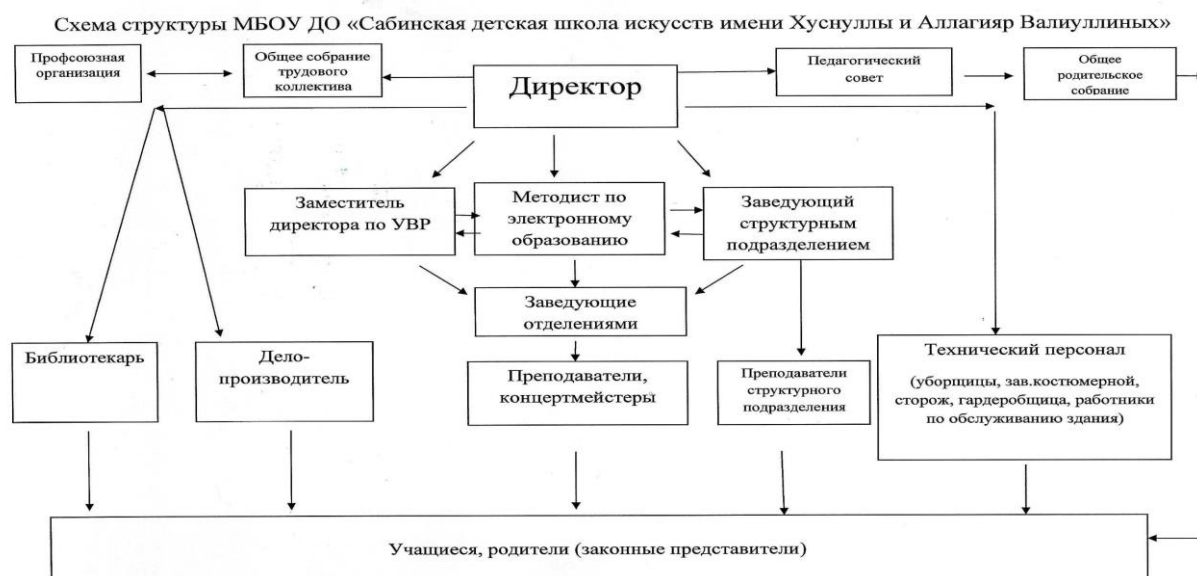 Схема структуры МБОУ ДО «Сабинская детская школа искусств имени Хуснуллы и Аллагияр Валиуллиных»
Профсоюзная
организация
Общее собрание
трудового
коллектива
Директор
Педагогический
совет
Общее
родительское
собрание
Заместитель
директора по УВР
Методист по
электронному
образованию
Заведующий
структурным
подразделением
Заведующие
отделениями
Библиотекарь
Дело-
производитель
Преподаватели,
концертмейстеры
Преподаватели
структурного
подразделения
Технический персонал
(уборщицы, зав.костюмерной,
сторож, гардеробщица, работники
по обслуживанию здания)
Учащиеся, родители (законные представители)